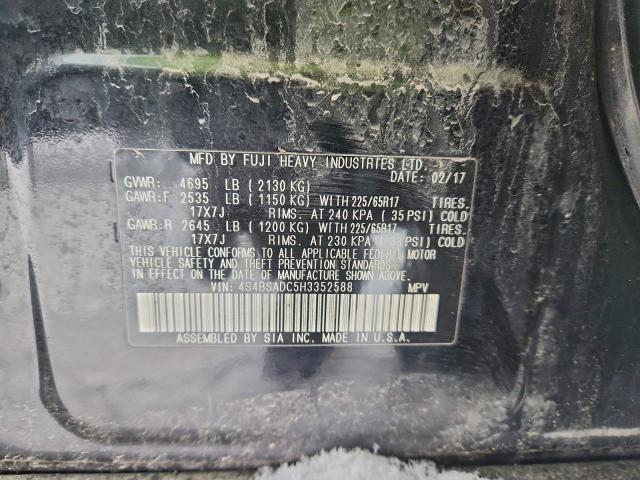 MFD BY FUJI HEAVY INDUSTRIES LTD.
DATE: 02/17
GVWR: 4695 LB ( 2130 KG)
GAWR:F 2535 LB ( 1150 KG) WITH 225/65R17 TIRES,
17X7J RIMS, AT 240 KPA ( 35 PSI) COLD
GAWR:R 2645 LB ( 1200 KG) WITH 225/65R17 TIRES,
17X7J RIMS, AT 230 KPA ( 33 PSI) COLD
THIS VEHICLE CONFORMS TO ALL APPLICABLE FEDERAL MOTOR
VEHICLE SAFETY AND THEFT PREVENTION STANDARDS
IN EFFECT ON THE DATE OF MANUFACTURE SHOWN ABOVE.
VIN: 4S4BSADC5H3352588 MPV
ASSEMBLED BY SIA INC. IN U.S.A.